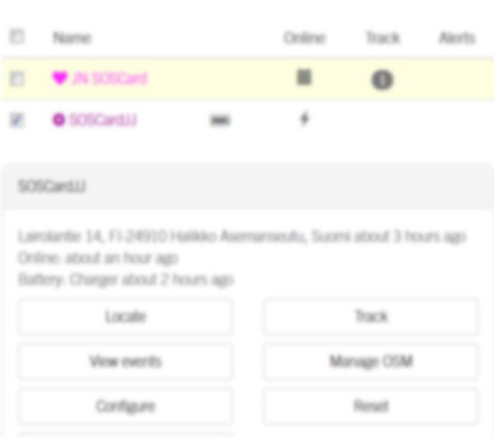 Name Online Track Alerts
JN SOSCard
SOSCardJJ
SOSCardJJ
Lairolantie 14, FI-24910 Halikko Asemanseutu, Suomi about 3 hours ago
Online: about an hour ago
Battery: Charger about 2 hours ago
Locate Track
View events Manage OSM
Configure Reset